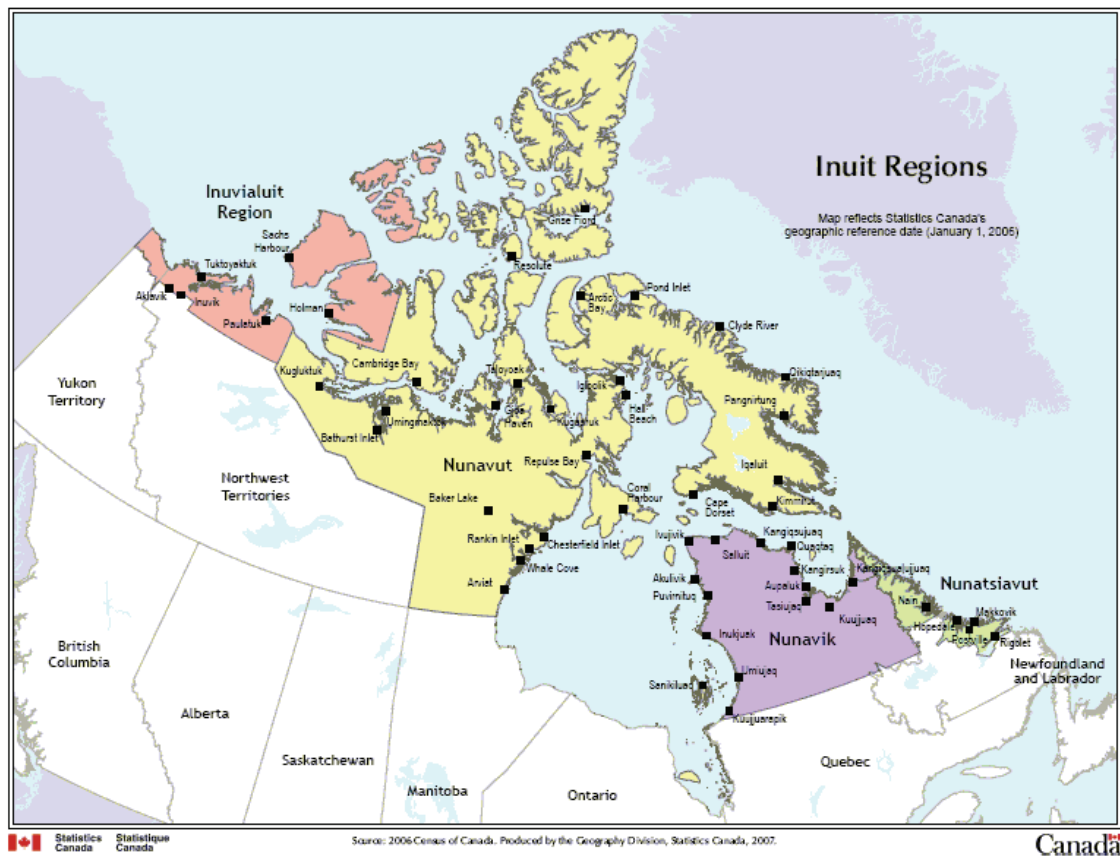 Inuit Regions
Map reflects Statistics Canada's
geographic reference date (January 1, 2006)
Inuvialuit
Region
Sachs
Harbour
Grise Fiord
Resolute
Tuktoyaktuk
Aklavik
Inuvik
Paulatuk
Holman
Arctic
Bay
Pond Inlet
Clyde River
Yukon
Territory
Kugluktuk
Cambridge Bay
Taloyoak
Igloolik
Qikiqtarjuaq
Pangnirtung
Umingmaktok
Bathurst Inlet
Gjoa
Haven
Kugaaruk
Hall
Beach
Nunavut
Repulse Bay
Iqaluit
Northwest
Territories
Baker Lake
Coral
Harbour
Cape
Dorset
Kimmirut
Rankin Inlet
Chesterfield Inlet
Whale Cove
Arviat
Ivujivik
Salluit
Kangiqsujuaq
Quaqtaq
Kangirsuk
Kangiqsualujjuaq
Akulivik
Puvirnituq
Aupaluk
Tasiujaq
Kuujjuaq
Nunatsiavut
Nain
Makkovik
Hopedale
Postville
Rigolet
Inukjuak
Nunavik
Umiujaq
Sanikiluaq
Kuujjuarapik
Newfoundland
and Labrador
British
Columbia
Alberta
Saskatchewan
Manitoba
Ontario
Quebec
Statistics Statistique
Canada Canada
Source: 2006 Census of Canada. Produced by the Geography Division, Statistics Canada, 2007.
Canada